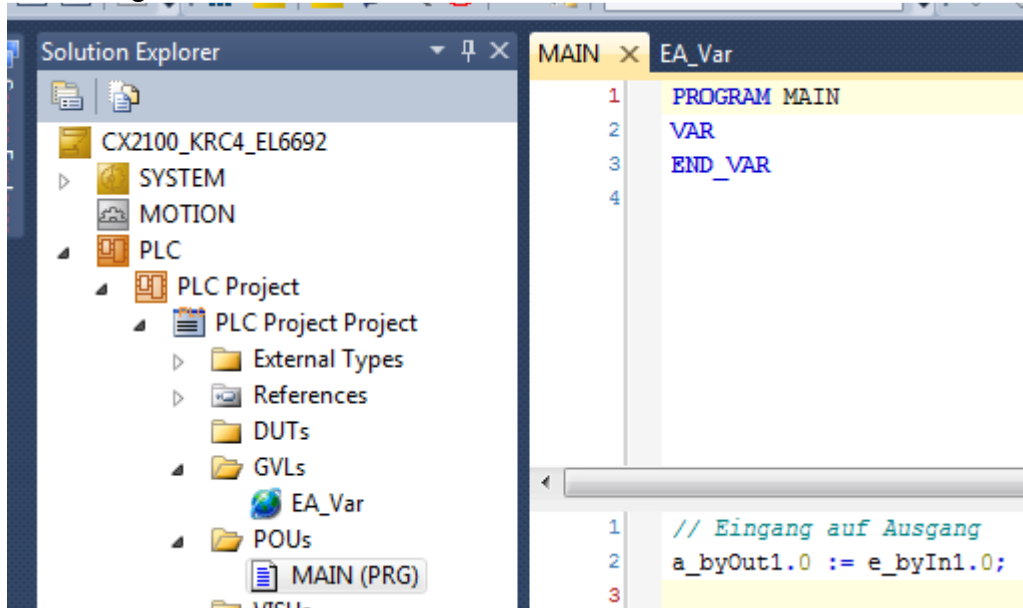 Solution Explorer
CX2100_KRC4_EL6692
SYSTEM
MOTION
PLC
PLC Project
PLC Project Project
External Types
References
DUTs
GVLs
EA_Var
POUs
MAIN (PRG)
MAIN
EA_Var
1 PROGRAM MAIN
2 VAR
3 END_VAR
4
1 // Eingang auf Ausgang
2 a_byOut1.0 := e_byIn1.0;
3